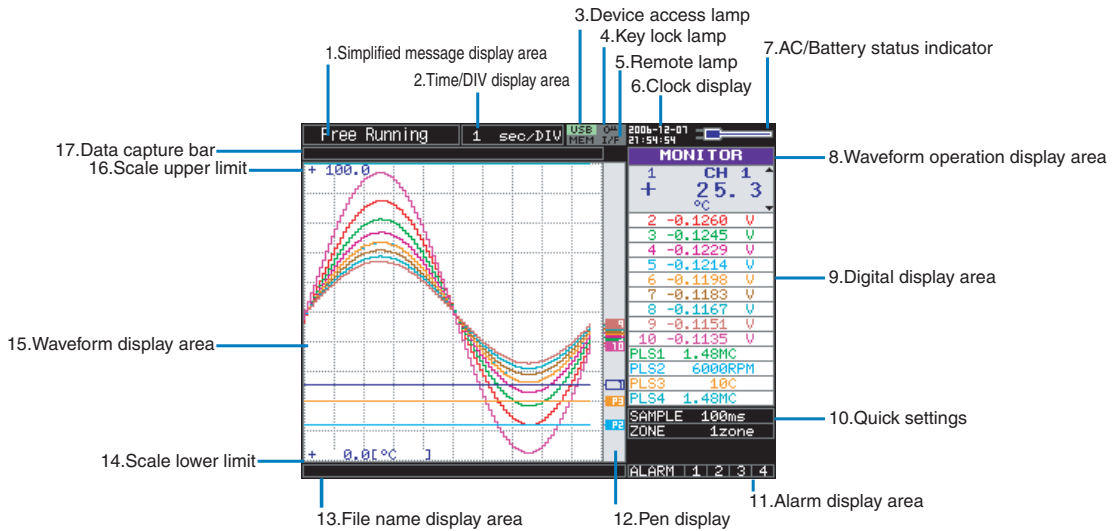 3.Device access lamp
4.Key lock lamp
7.AC/Battery status indicator
1.Simplified message display area
5.Remote lamp
2.Time/DIV display area
6.Clock display
Free Running
1 sec/DIV
USB
MEM I/F
2006-12-07
21:54:54
17.Data capture bar
16.Scale upper limit
+ 100.0
MONITOR
8.Waveform operation display area
1 CH 1
+ 25. 3
°C
2 -0.1260 V
3 -0.1245 V
4 -0.1229 V
5 -0.1214 V
6 -0.1198 V
7 -0.1183 V
8 -0.1167 V
9 -0.1151 V
10 -0.1135 V
9.Digital display area
15.Waveform display area
9
10
1
P3
P2
PLS1 1.48MC
PLS2 6000RPM
PLS3 10C
PLS4 1.48MC
SAMPLE 100ms
ZONE 1zone
10.Quick settings
14.Scale lower limit
+ 0.0[°C ]
ALARM 1 2 3 4
11.Alarm display area
13.File name display area
12.Pen display